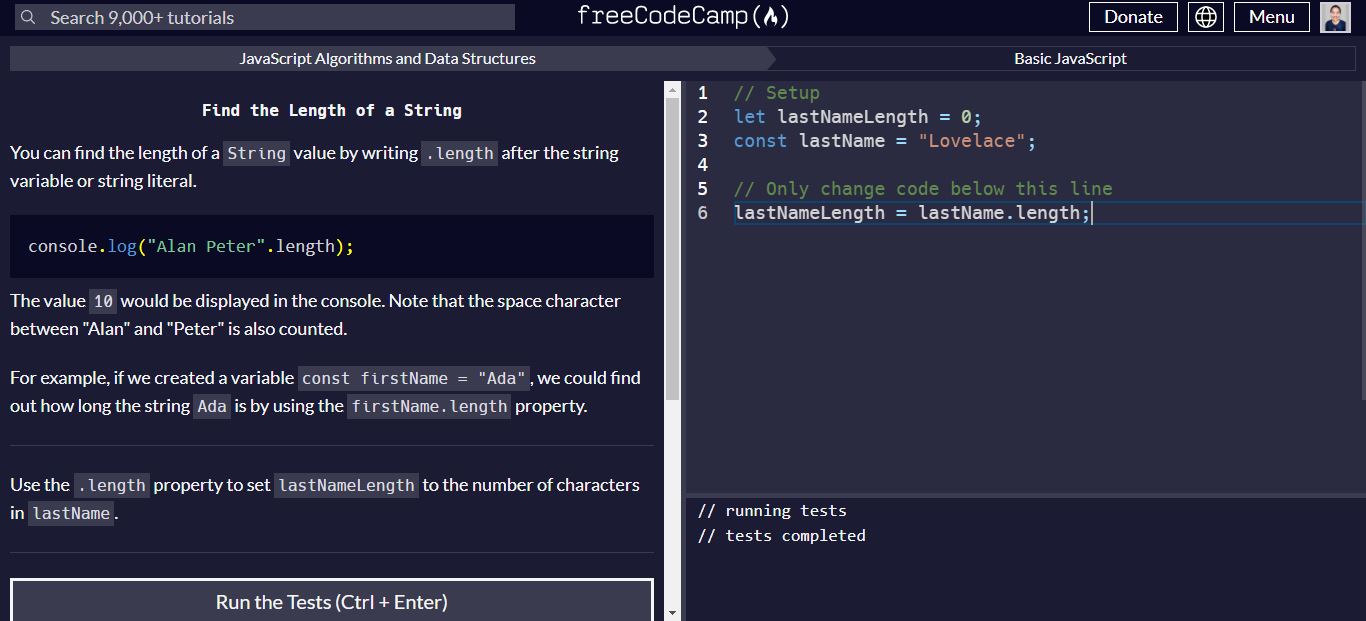 Search 9,000+ tutorials
freeCodeCamp
Donate
Menu
JavaScript Algorithms and Data Structures
Basic JavaScript
Find the Length of a String
You can find the length of a String value by writing .length after the string
variable or string literal.
console.log("Alan Peter".length);
The value 10 would be displayed in the console. Note that the space character
between "Alan" and "Peter" is also counted.
For example, if we created a variable const firstName = "Ada", we could find
out how long the string Ada is by using the firstName.length property.
Use the .length property to set lastNameLength to the number of characters
in lastName.
Run the Tests (Ctrl + Enter)
1 // Setup
2 let lastNameLength = 0;
3 const lastName = "Lovelace";
4
5 // Only change code below this line
6 lastNameLength = lastName.length;
// running tests
// tests completed